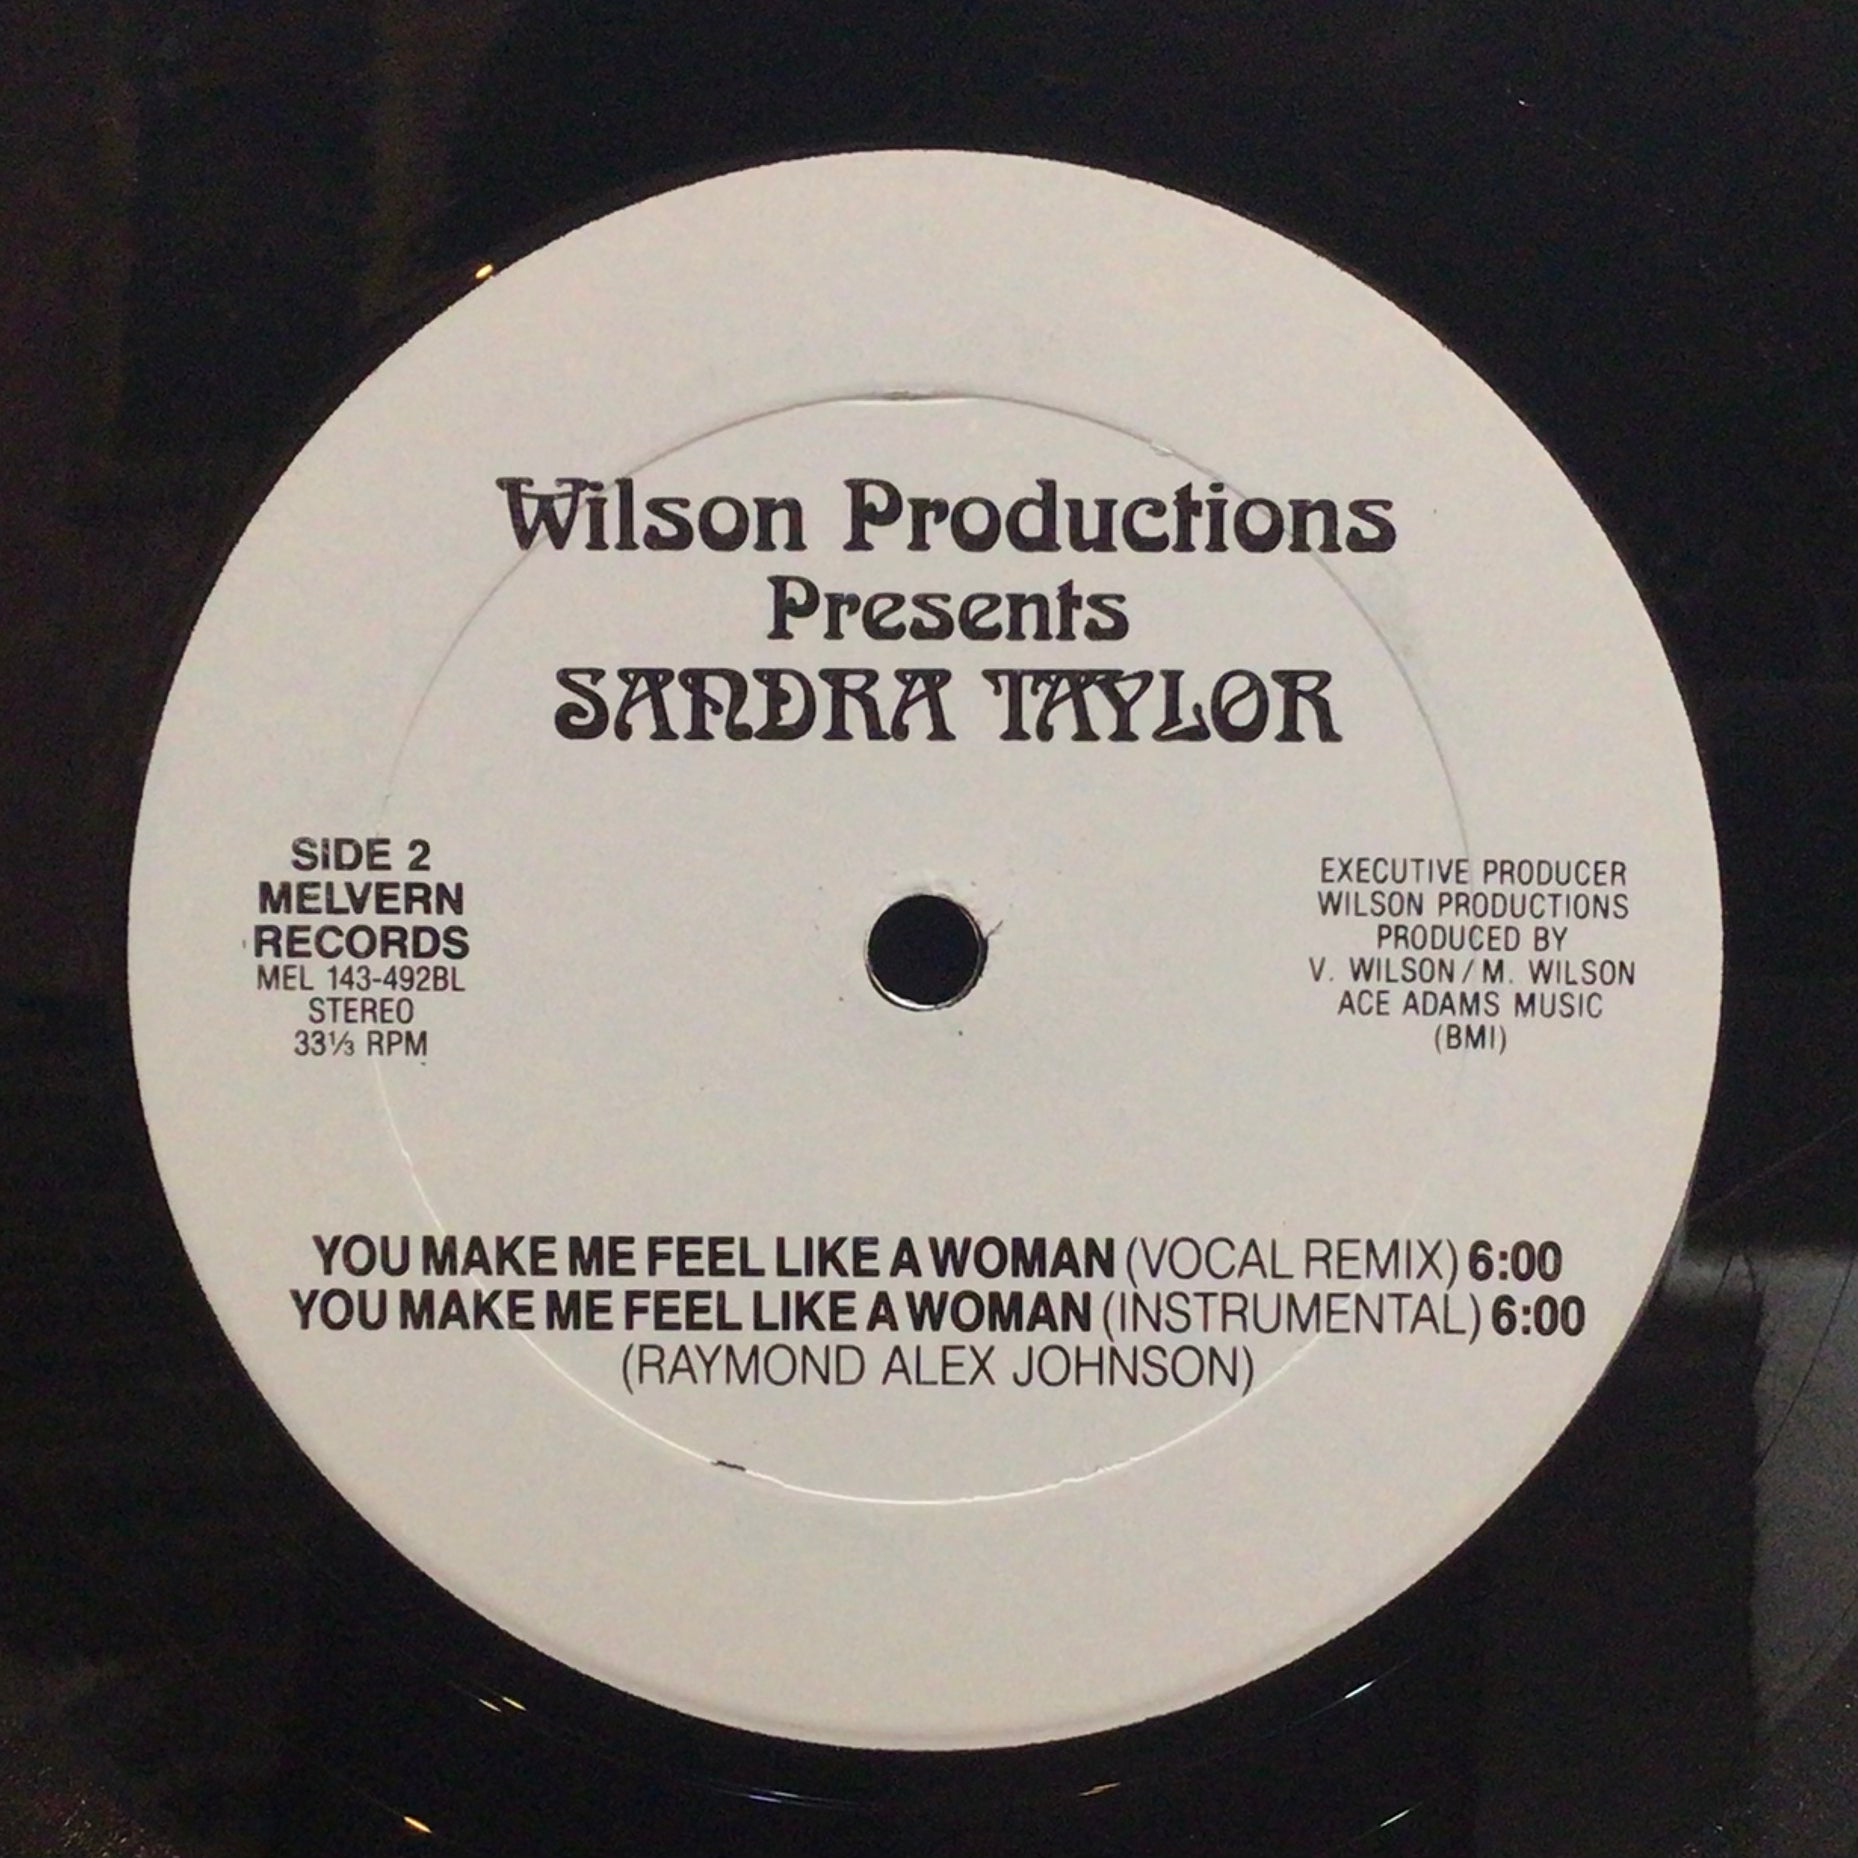 Wilson Productions
Presents
SANDRA TAYLOR
SIDE 2
MELVERN
RECORDS
MEL 143-492BL
STEREO
33⅓ RPM
EXECUTIVE PRODUCER
WILSON PRODUCTIONS
PRODUCED BY
V. WILSON / M. WILSON
ACE ADAMS MUSIC
(BMI)
YOU MAKE ME FEEL LIKE A WOMAN (VOCAL REMIX) 6:00
YOU MAKE ME FEEL LIKE A WOMAN (INSTRUMENTAL) 6:00
(RAYMOND ALEX JOHNSON)